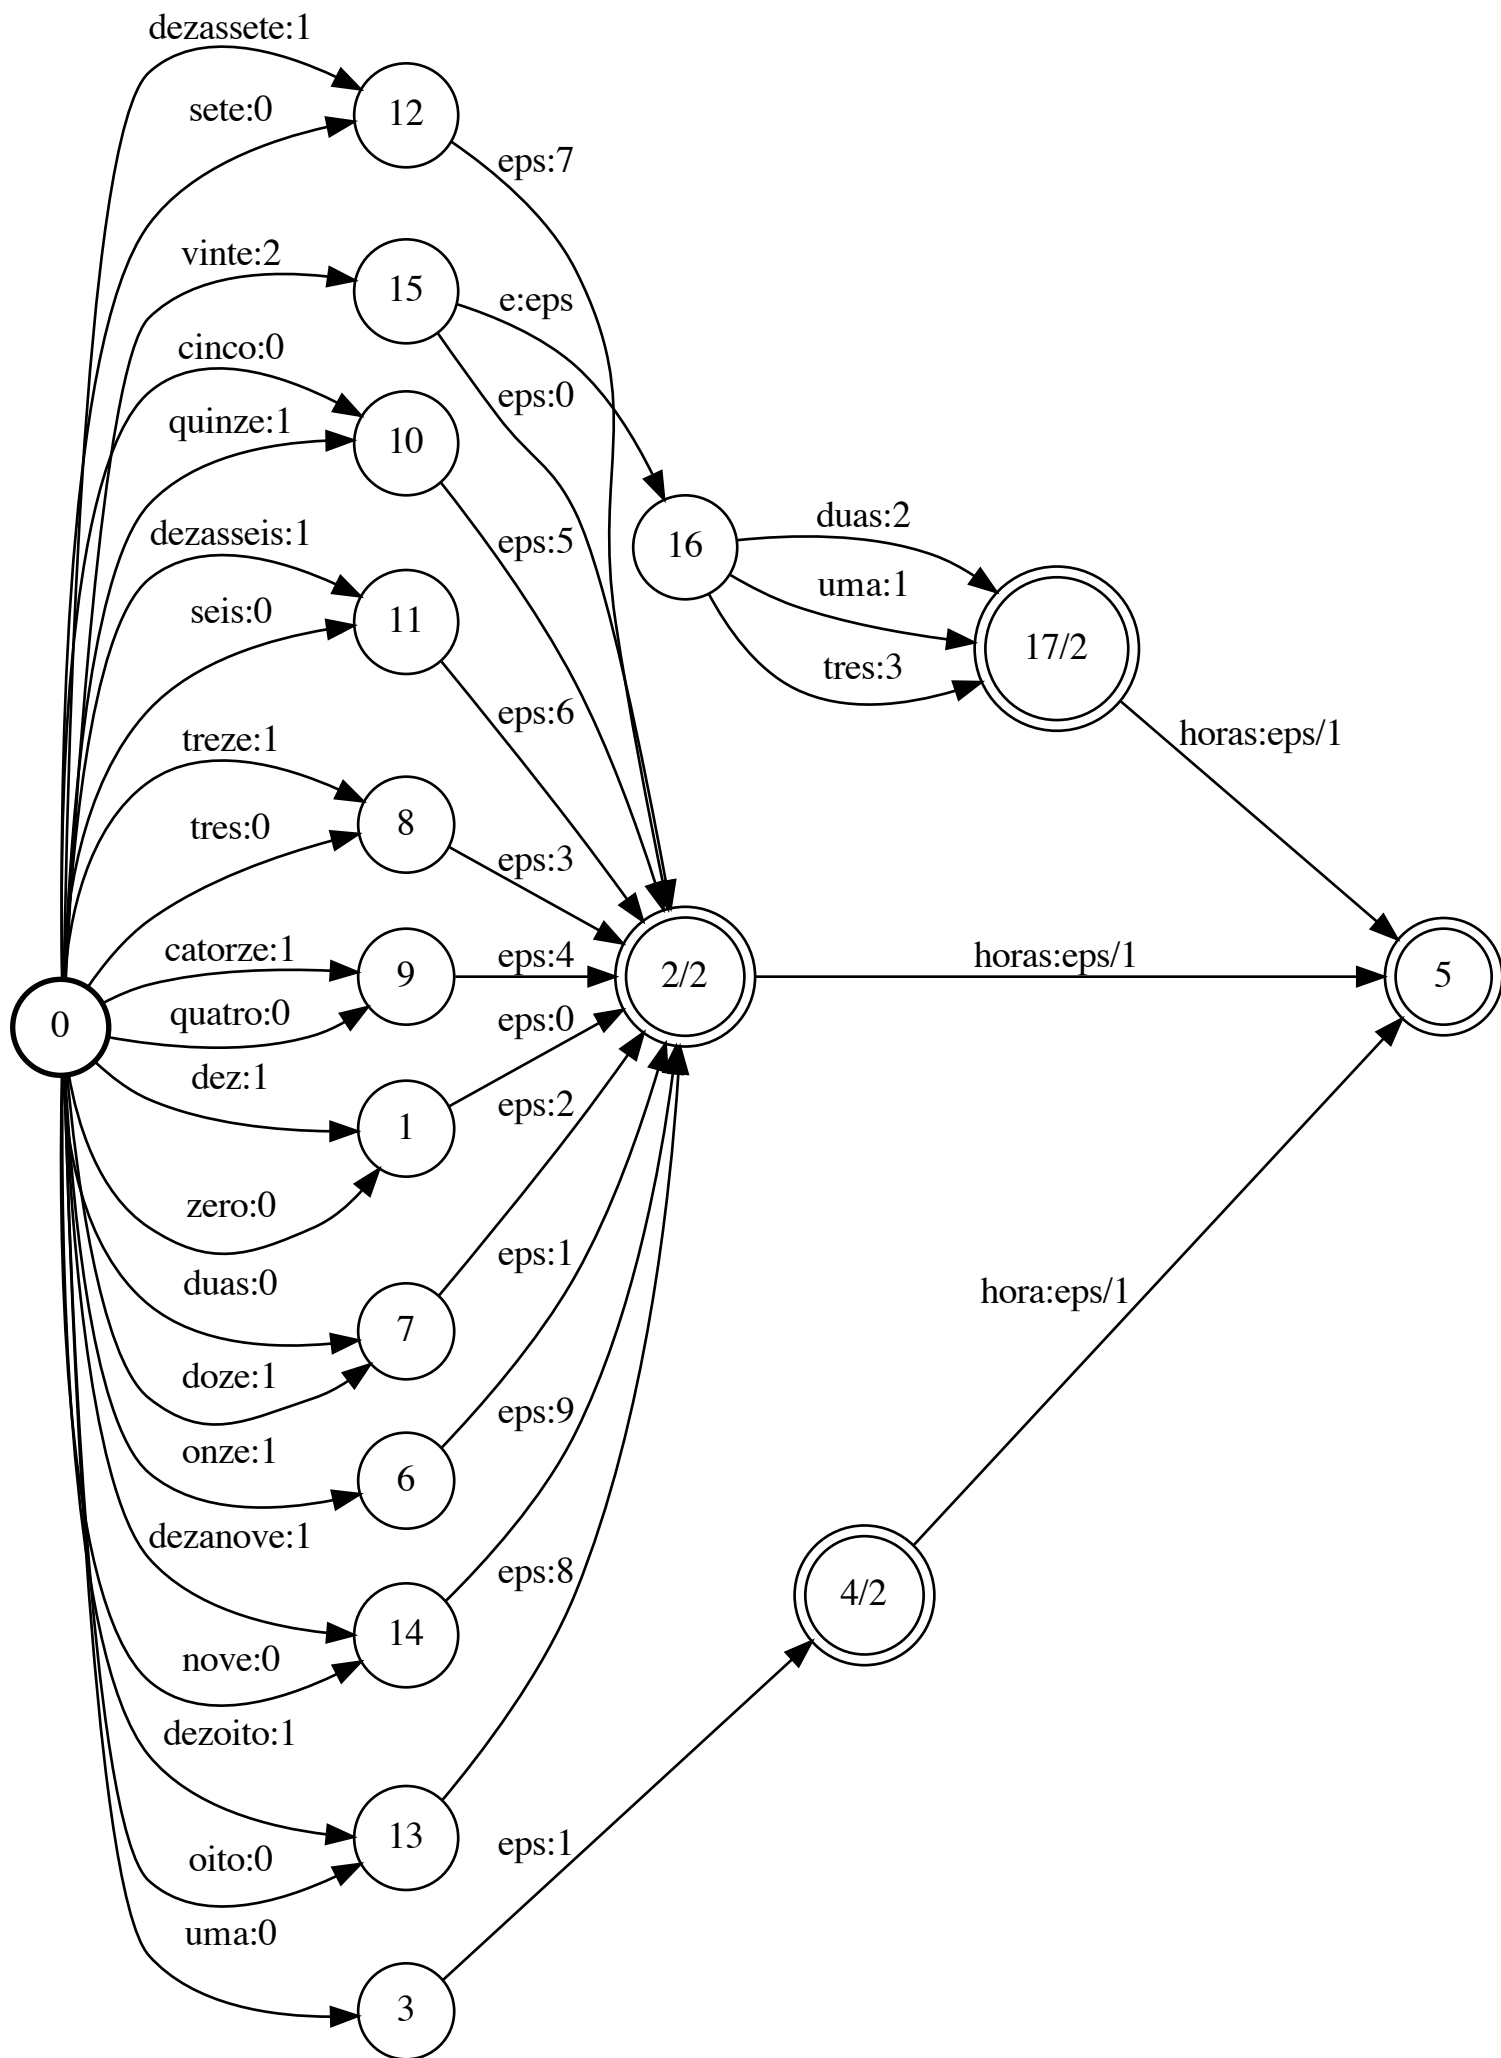 dezassete:1
sete:0
12
eps:7
vinte:2
15
e:eps
cinco:0
eps:0
quinze:1
10
dezasseis:1
eps:5
16
duas:2
uma:1
seis:0
11
17/2
tres:3
eps:6
horas:eps/1
treze:1
8
tres:0
eps:3
catorze:1
9
eps:4
2/2
horas:eps/1
5
quatro:0
0
eps:0
dez:1
1
eps:2
zero:0
eps:1
duas:0
7
hora:eps/1
doze:1
eps:9
onze:1
6
dezanove:1
eps:8
4/2
14
nove:0
dezoito:1
13
eps:1
oito:0
uma:0
3